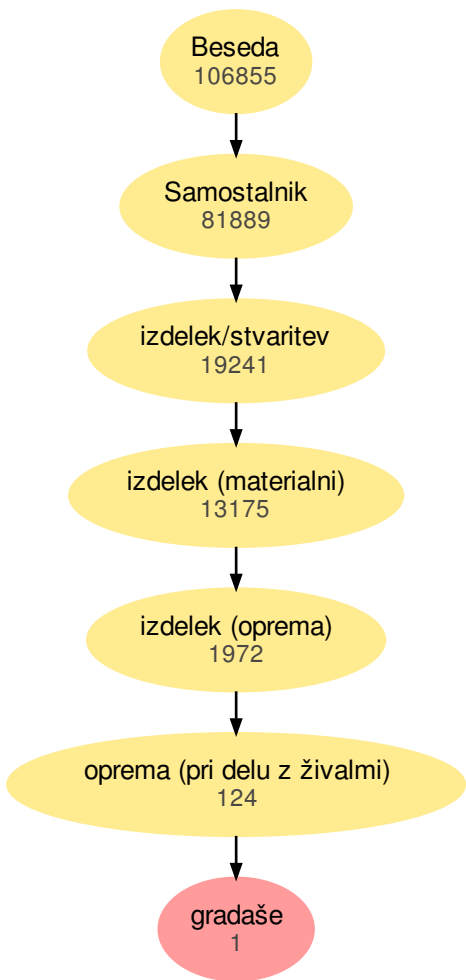 Beseda
106855
Samostalnik
81889
izdelek/stvaritev
19241
izdelek (materialni)
13175
izdelek (oprema)
1972
oprema (pri delu z živalmi)
124
gradaše
1